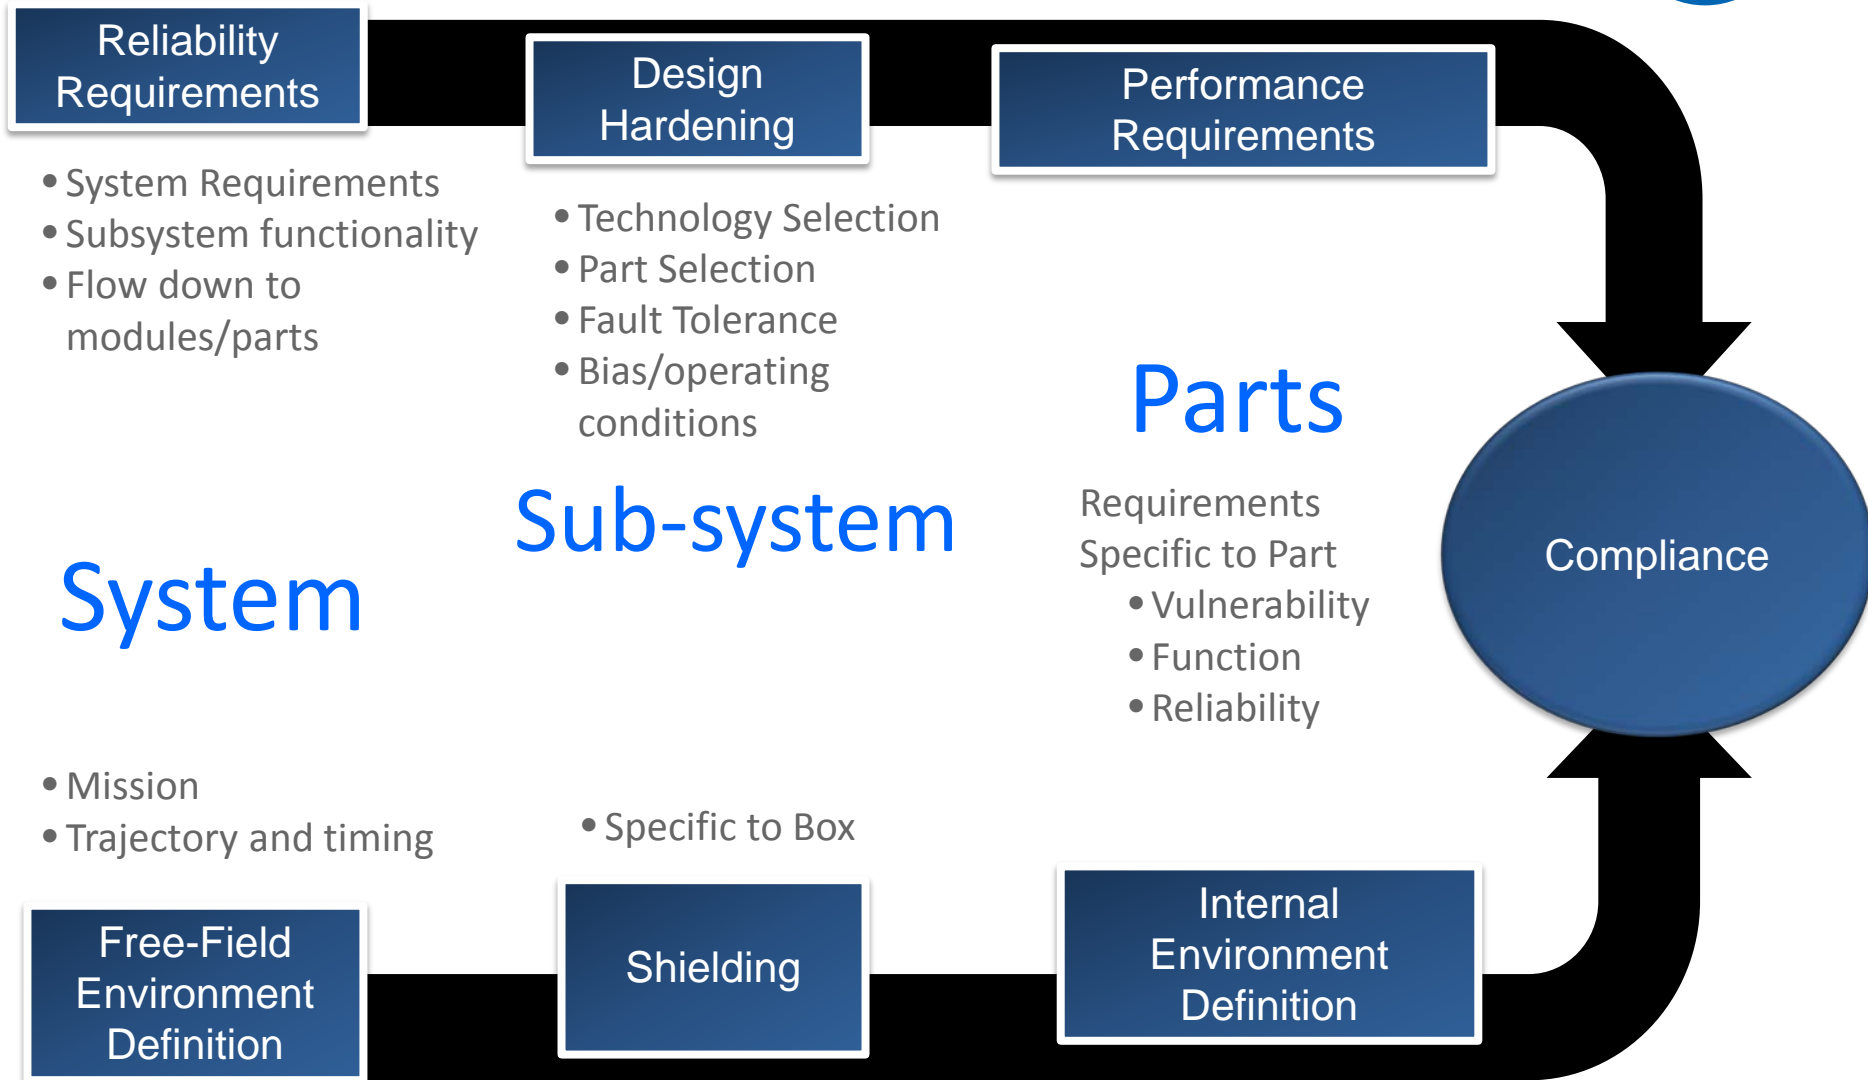 Reliability
Requirements
Design
Hardening
Performance
Requirements
• System Requirements
• Subsystem functionality
• Flow down to
modules/parts
• Technology Selection
• Part Selection
• Fault Tolerance
• Bias/operating
conditions
Parts
Sub-system
System
Requirements
Specific to Part
• Vulnerability
• Function
• Reliability
Compliance
• Mission
• Trajectory and timing
• Specific to Box
Free-Field
Environment
Definition
Shielding
Internal
Environment
Definition